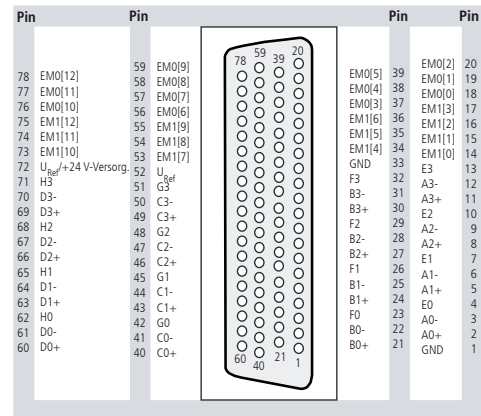 Pin
78 EM0[12]
77 EM0[11]
76 EM0[10]
75 EM1[12]
74 EM1[11]
73 EM1[10]
72 URef/+24 V-Versorg.
71 H3
70 D3-
69 D3+
68 H2
67 D2-
66 D2+
65 H1
64 D1-
63 D1+
62 H0
61 D0-
60 D0+
Pin
59 EM0[9]
58 EM0[8]
57 EM0[7]
56 EM0[6]
55 EM1[9]
54 EM1[8]
53 EM1[7]
52 URef
51 G3
50 C3-
49 C3+
48 G2
47 C2-
46 C2+
45 G1
44 C1-
43 C1+
42 G0
41 C0-
40 C0+
78 59 39 20
60 40 21 1
Pin
EM0[5] 39
EM0[4] 38
EM0[3] 37
EM1[6] 36
EM1[5] 35
EM1[4] 34
GND 33
F3 32
B3- 31
B3+ 30
F2 29
B2- 28
B2+ 27
F1 26
B1- 25
B1+ 24
F0 23
B0- 22
B0+ 21
Pin
EM0[2] 20
EM0[1] 19
EM0[0] 18
EM1[3] 17
EM1[2] 16
EM1[1] 15
EM1[0] 14
E3 13
A3- 12
A3+ 11
E2 10
A2- 9
A2+ 8
E1 7
A1- 6
A1+ 5
E0 4
A0- 3
A0+ 2
GND 1